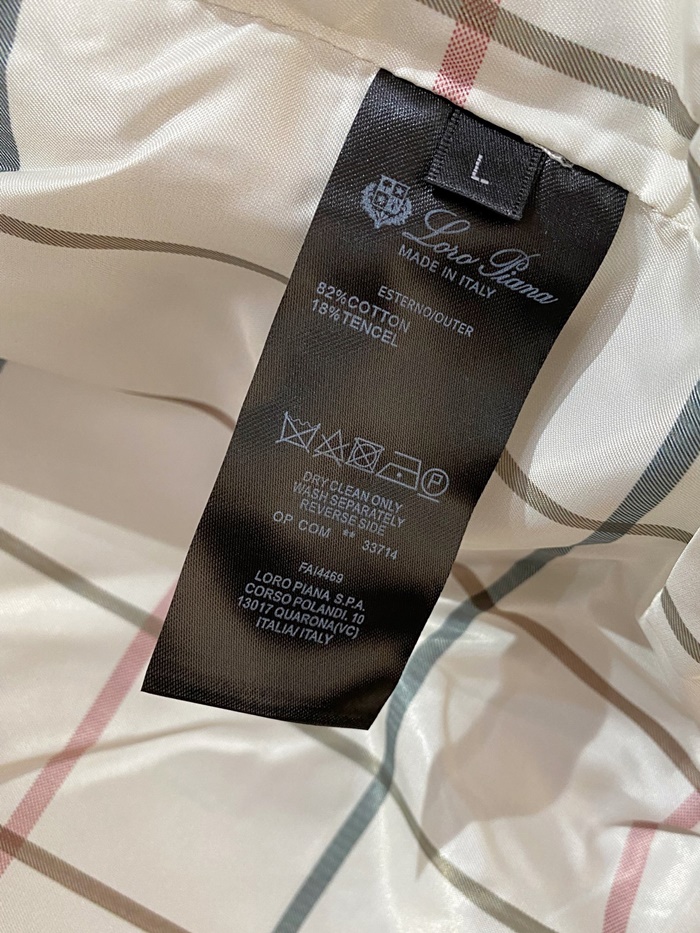 L
Loro Piana
MADE IN ITALY
ESTERNO/OUTER
82%COTTON
18%TENCEL
P
DRY CLEAN ONLY
WASH SEPARATELY
REVERSE SIDE
OP COM ** 33714
FAI4469
LORO PIANA S.P.A.
CORSO POLANDI. 10
13017 QUARONA(VC)
ITALIA/ ITALY